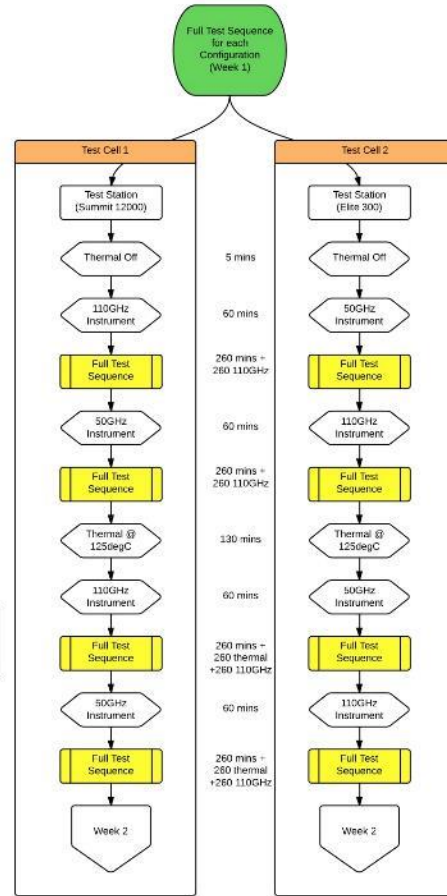 Full Test Sequence
for each
Configuration
(Week 1)
Test Cell 1
Test Cell 2
Test Station
(Summit 12000)
Test Station
(Elite 300)
Thermal Off
5 mins
Thermal Off
110GHz
Instrument
60 mins
50GHz
Instrument
Full Test
Sequence
260 mins +
260 110GHz
Full Test
Sequence
50GHz
Instrument
60 mins
110GHz
Instrument
Full Test
Sequence
260 mins +
260 110GHz
Full Test
Sequence
Thermal @
125degC
130 mins
Thermal @
125degC
110GHz
Instrument
60 mins
50GHz
Instrument
Full Test
Sequence
260 mins +
260 thermal
+260 110GHz
Full Test
Sequence
50GHz
Instrument
60 mins
110GHz
Instrument
Full Test
Sequence
260 mins +
260 thermal
+260 110GHz
Full Test
Sequence
Week 2
Week 2